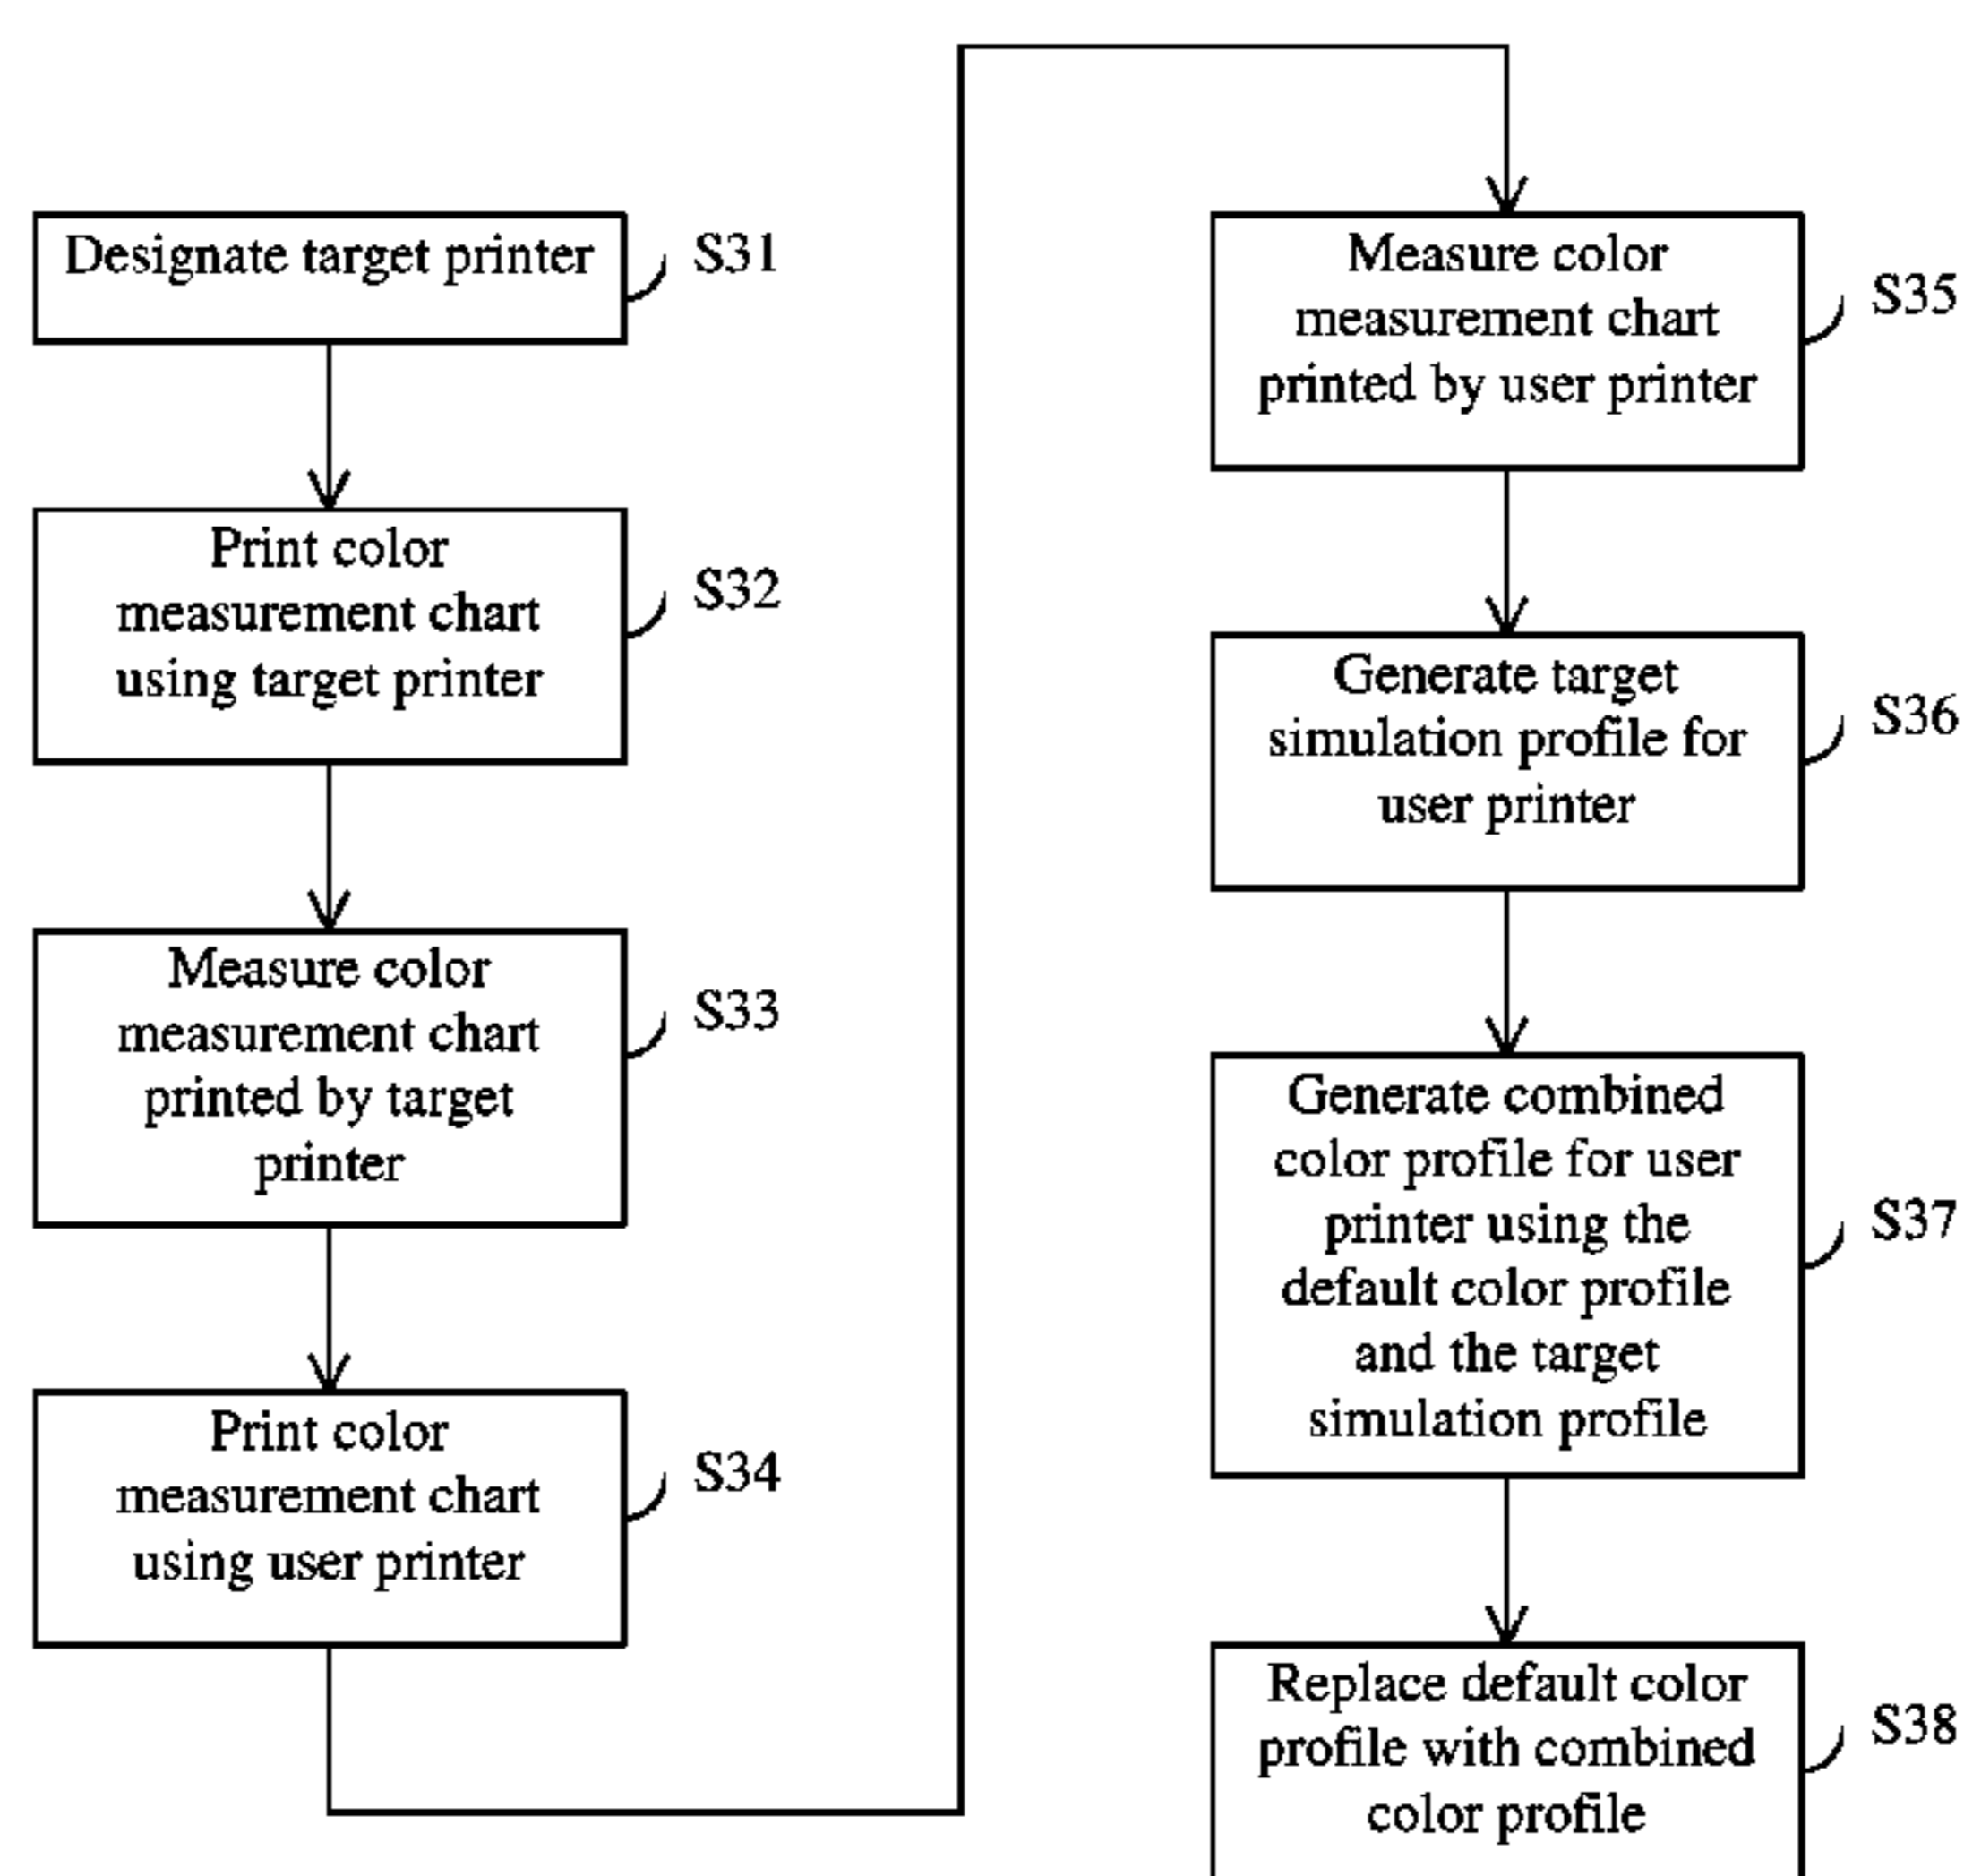 Designate target printer
S31
Print color
measurement chart
using target printer
S32
Measure color
measurement chart
printed by target
printer
S33
Print color
measurement chart
using user printer
S34
Measure color
measurement chart
printed by user printer
S35
Generate target
simulation profile for
user printer
S36
Generate combined
color profile for user
printer using the
default color profile
and the target
simulation profile
S37
Replace default color
profile with combined
color profile
S38